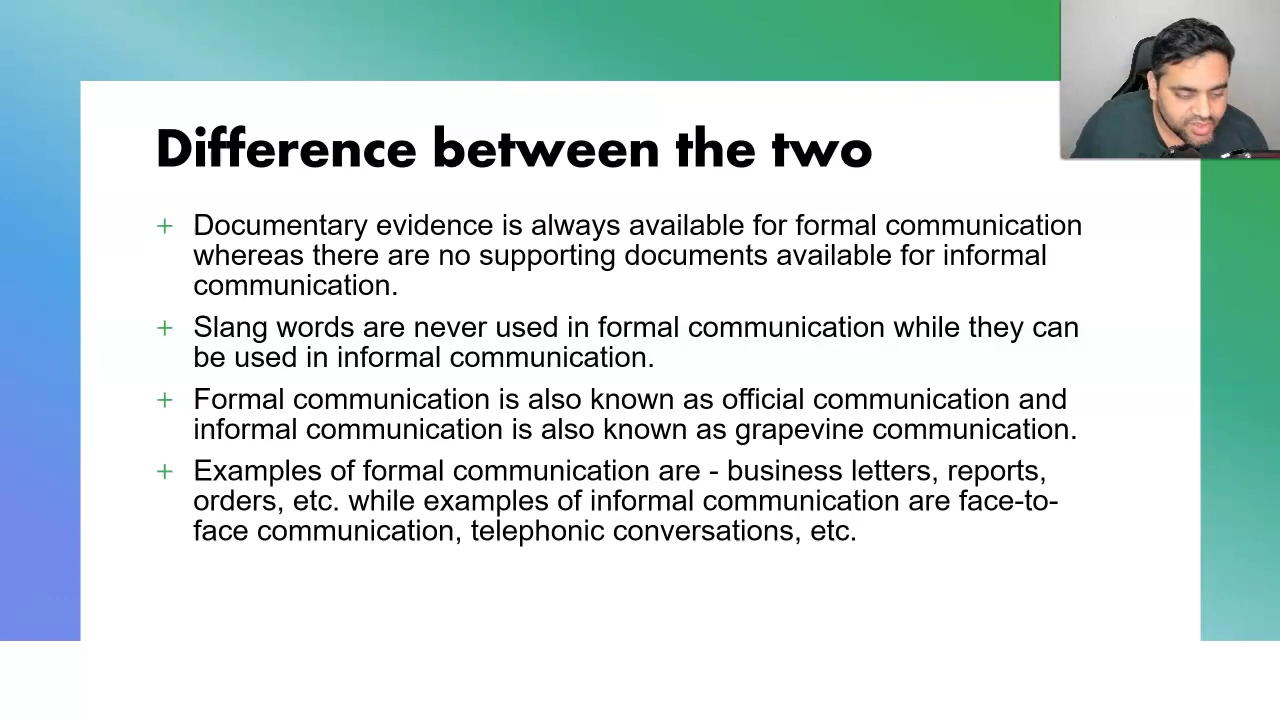 Difference between the two
+ Documentary evidence is always available for formal communication
whereas there are no supporting documents available for informal
communication.
+ Slang words are never used in formal communication while they can
be used in informal communication.
+ Formal communication is also known as official communication and
informal communication is also known as grapevine communication.
+ Examples of formal communication are - business letters, reports,
orders, etc. while examples of informal communication are face-to-
face communication, telephonic conversations, etc.